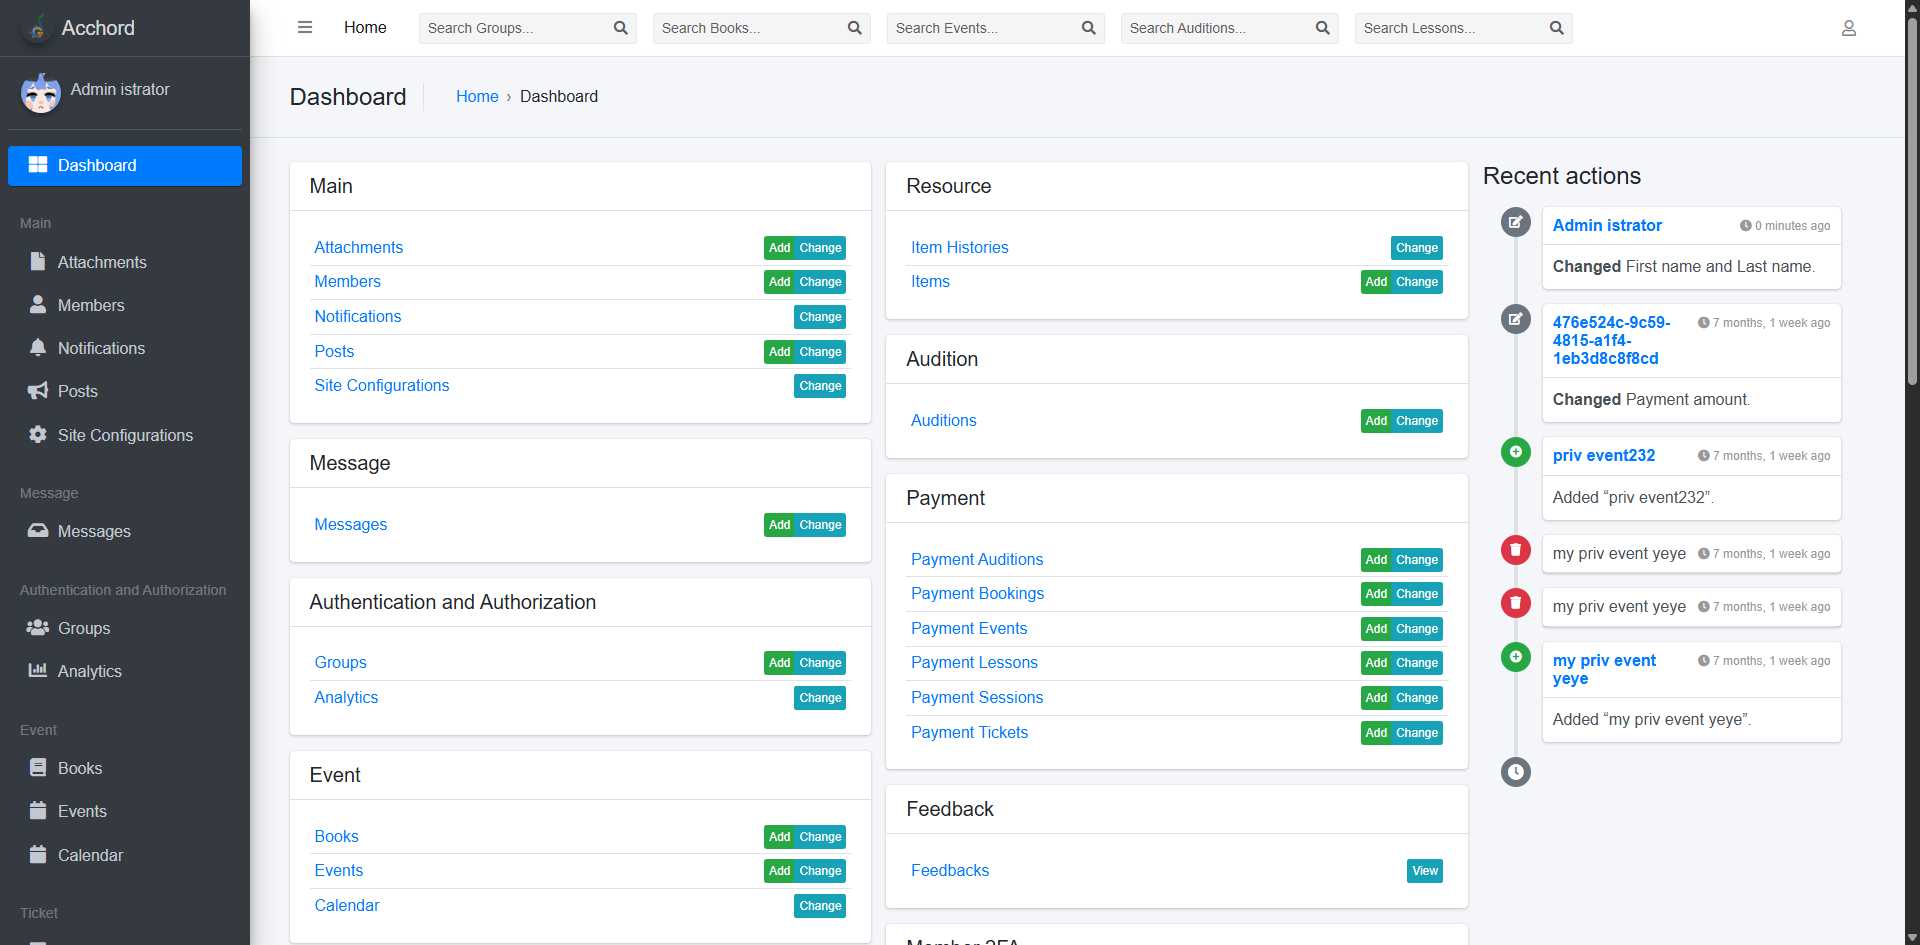 Acchord
Home
Search Groups...
Search Books...
Search Events...
Search Auditions...
Search Lessons...
Admin istrator
Dashboard
Main
Attachments
Members
Notifications
Posts
Site Configurations
Message
Messages
Authentication and Authorization
Groups
Analytics
Event
Books
Events
Calendar
Ticket
Dashboard
Home › Dashboard
Main
Attachments Add Change
Members Add Change
Notifications Change
Posts Add Change
Site Configurations Change
Message
Messages Add Change
Authentication and Authorization
Groups Add Change
Analytics Change
Event
Books Add Change
Events Add Change
Calendar Change
Resource
Item Histories Change
Items Add Change
Audition
Auditions Add Change
Payment
Payment Auditions Add Change
Payment Bookings Add Change
Payment Events Add Change
Payment Lessons Add Change
Payment Sessions Add Change
Payment Tickets Add Change
Feedback
Feedbacks View
Member 2FA
Recent actions
Admin istrator 0 minutes ago
Changed First name and Last name.
476e524c-9c59- 7 months, 1 week ago
4815-a1f4-
1eb3d8c8f8cd
Changed Payment amount.
priv event232 7 months, 1 week ago
Added “priv event232”.
my priv event yeye 7 months, 1 week ago
my priv event yeye 7 months, 1 week ago
my priv event 7 months, 1 week ago
yeye
Added “my priv event yeye”.